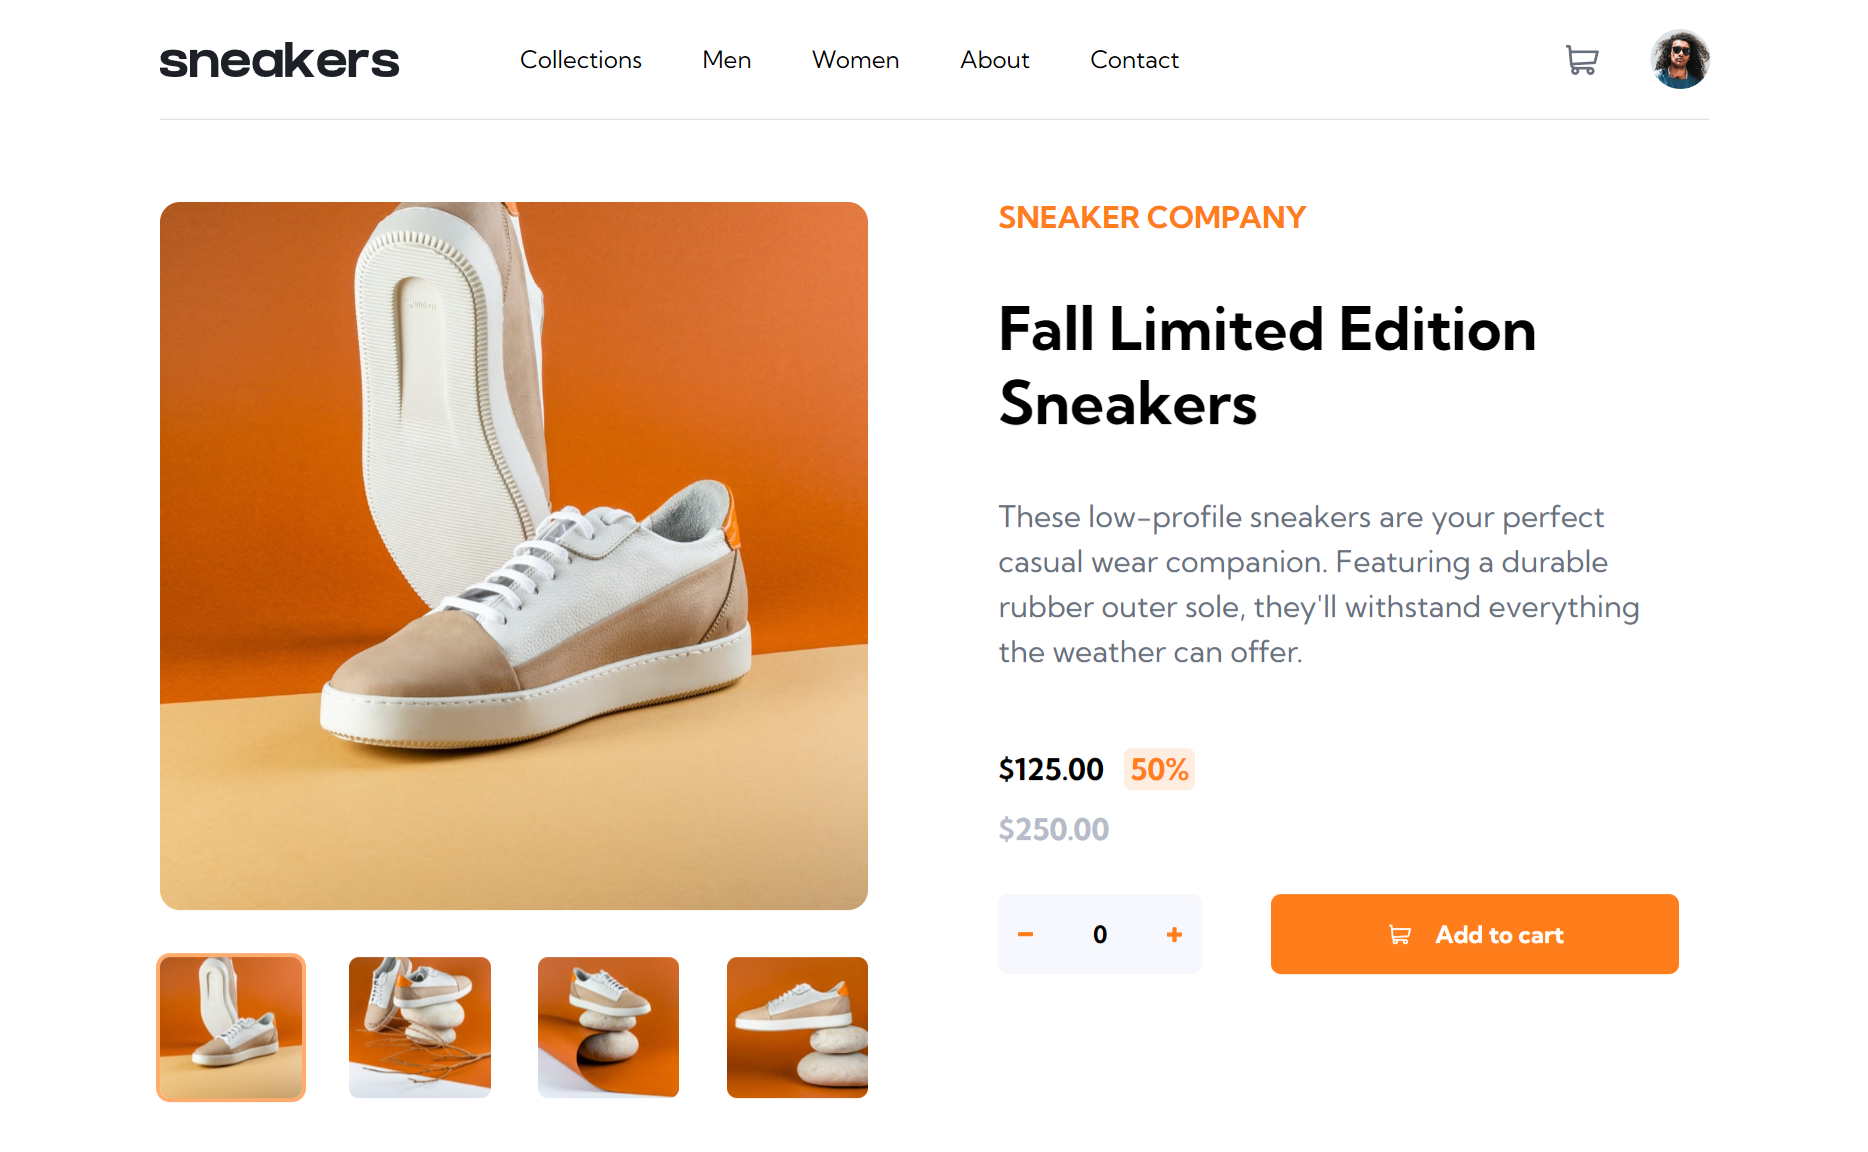 sneakers
Collections
Men
Women
About
Contact
SNEAKER COMPANY
Fall Limited Edition
Sneakers
These low-profile sneakers are your perfect
casual wear companion. Featuring a durable
rubber outer sole, they'll withstand everything
the weather can offer.
$125.00 50%
$250.00
0
Add to cart